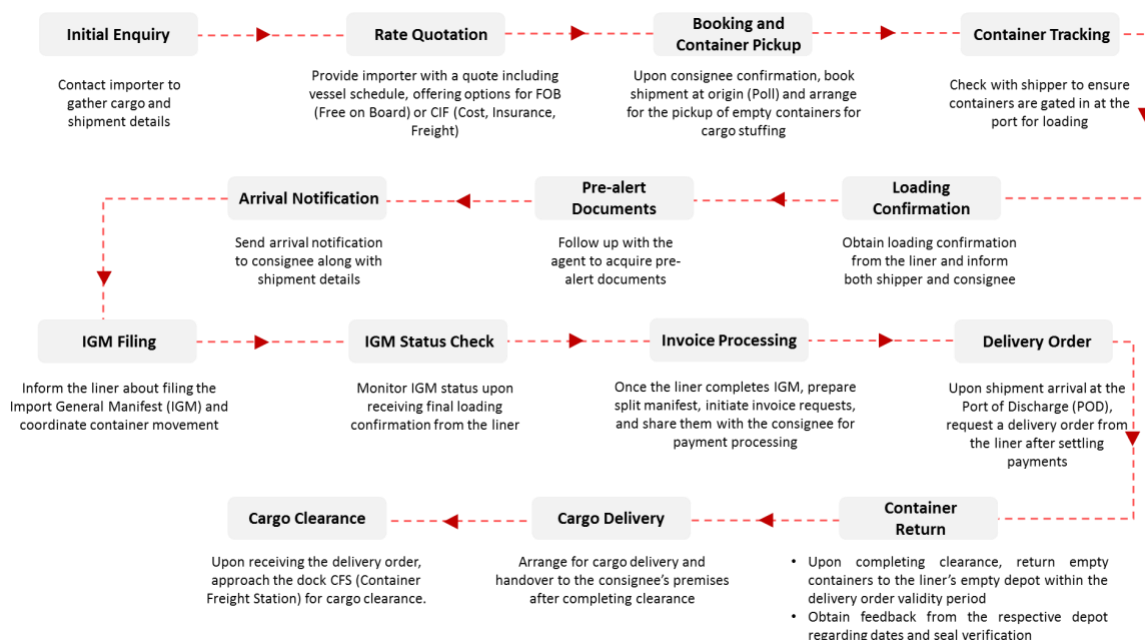 Initial Enquiry
Contact importer to
gather cargo and
shipment details
Rate Quotation
Provide importer with a quote including
vessel schedule, offering options for FOB
(Free on Board) or CIF (Cost, Insurance,
Freight)
Booking and
Container Pickup
Upon consignee confirmation, book
shipment at origin (Poll) and arrange
for the pickup of empty containers for
cargo stuffing
Container Tracking
Check with shipper to ensure
containers are gated in at the
port for loading
Loading
Confirmation
Obtain loading confirmation
from the liner and inform
both shipper and consignee
Pre-alert
Documents
Follow up with the
agent to acquire pre-
alert documents
Arrival Notification
Send arrival notification
to consignee along with
shipment details
IGM Filing
Inform the liner about filing the
Import General Manifest (IGM) and
coordinate container movement
IGM Status Check
Monitor IGM status upon
receiving final loading
confirmation from the liner
Invoice Processing
Once the liner completes IGM, prepare
split manifest, initiate invoice requests,
and share them with the consignee for
payment processing
Delivery Order
Upon shipment arrival at the
Port of Discharge (POD),
request a delivery order from
the liner after settling
payments
Container
Return
• Upon completing clearance, return empty
containers to the liner's empty depot within the
delivery order validity period
• Obtain feedback from the respective depot
regarding dates and seal verification
Cargo Delivery
Arrange for cargo delivery and
handover to the consignee's premises
after completing clearance
Cargo Clearance
Upon receiving the delivery order,
approach the dock CFS (Container
Freight Station) for cargo clearance.